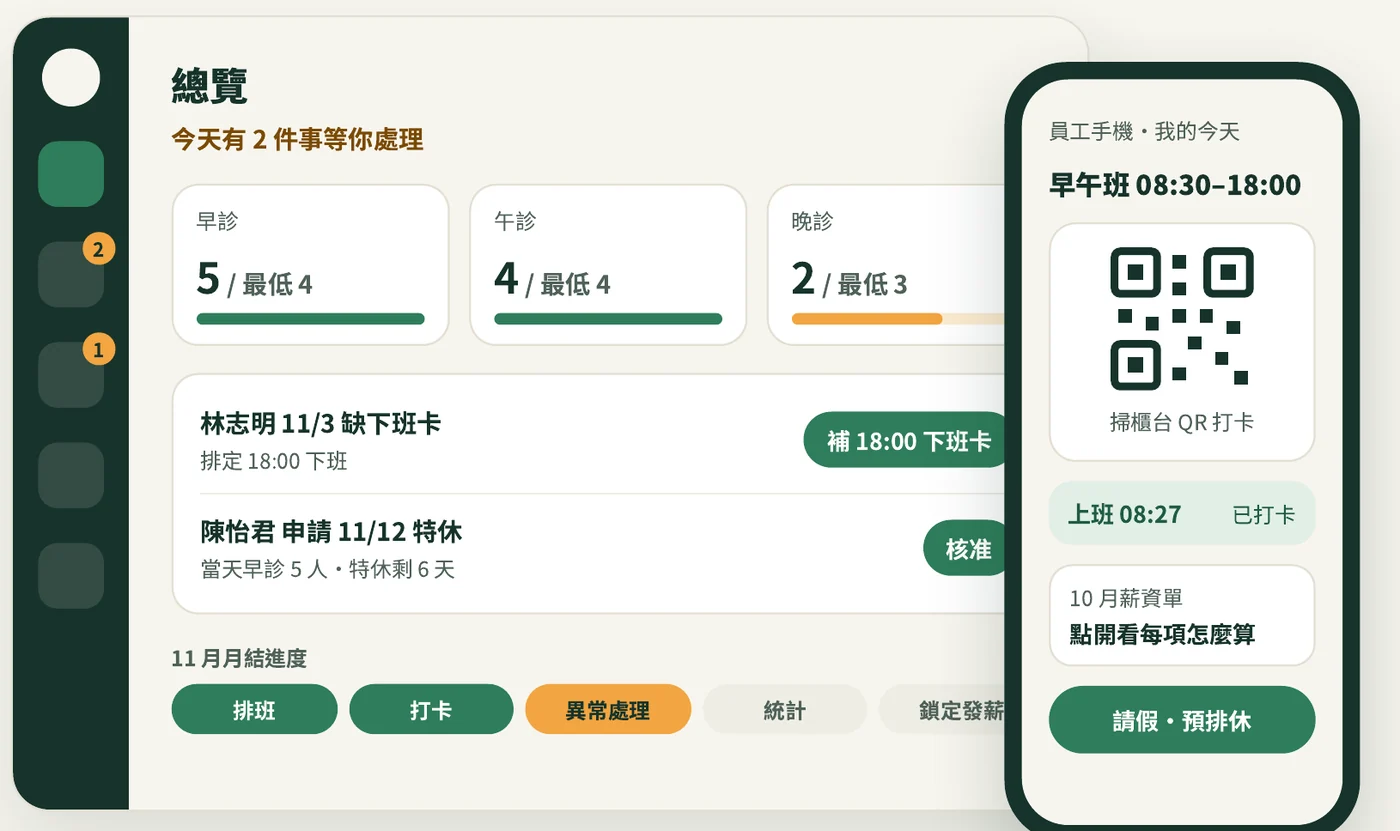 總覽
今天有 2 件事等你處理
2
1
早診
5 / 最低 4
午診
4 / 最低 4
晚診
2 / 最低 3
林志明 11/3 缺下班卡
排定 18:00 下班
補 18:00 下班卡
陳怡君 申請 11/12 特休
當天早診 5 人・特休剩 6 天
核准
11 月月結進度
排班
打卡
異常處理
統計
鎖定發薪
員工手機・我的今天
早午班 08:30–18:00
掃櫃台 QR 打卡
上班 08:27
已打卡
10 月薪資單
點開看每項怎麼算
請假・預排休